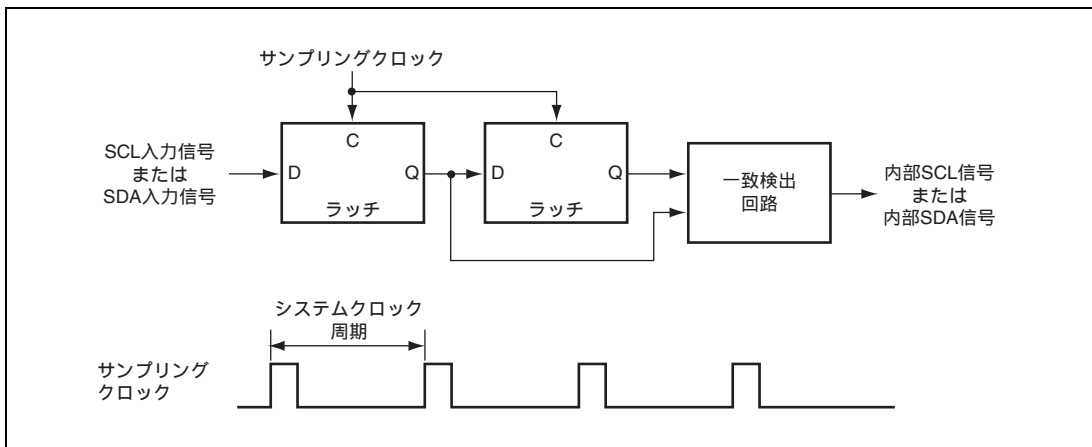 サンプリングクロック
SCL入力信号
または
SDA入力信号
C
D
Q
ラッチ
C
D
Q
ラッチ
一致検出
回路
内部SCL信号
または
内部SDA信号
システムクロック
周期
サンプリング
クロック